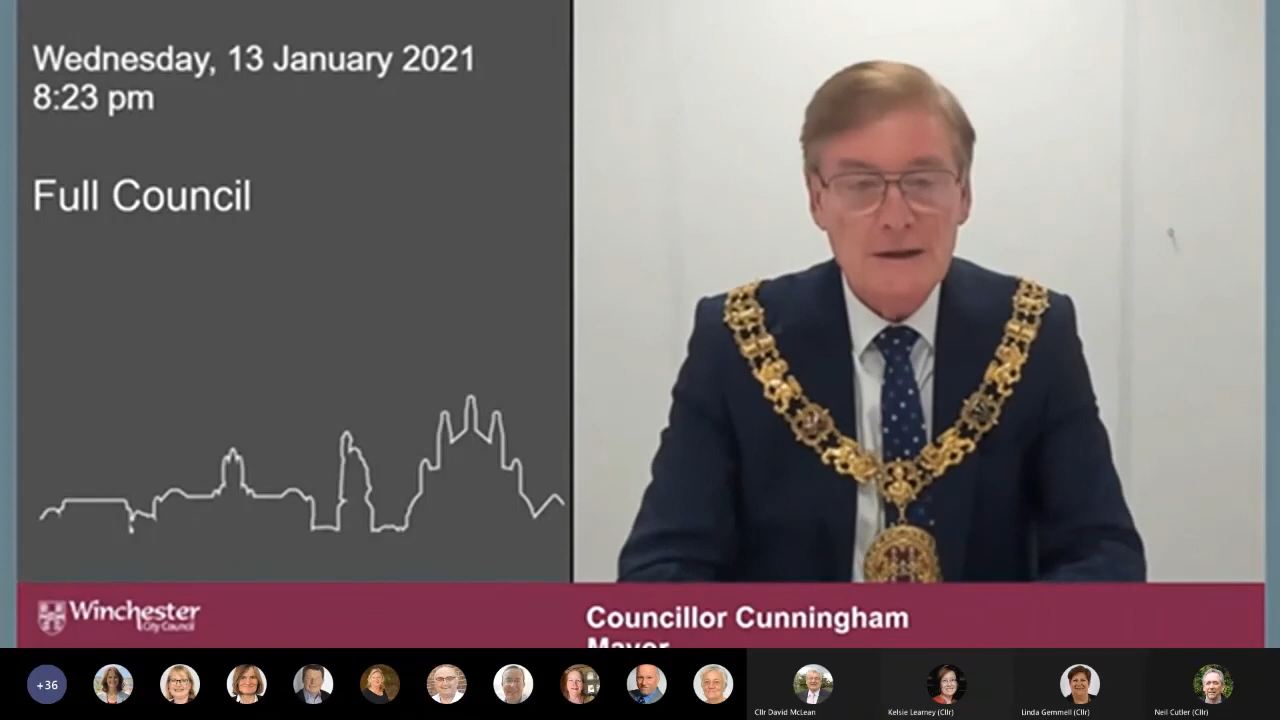 Wednesday, 13 January 2021
8:23 pm
Full Council
Winchester
City Council
Councillor Cunningham
Mayor
+36
Cllr David McLean
Kelsie Learney (Cllr)
Linda Gemmell (Cllr)
Neil Cutler (Cllr)